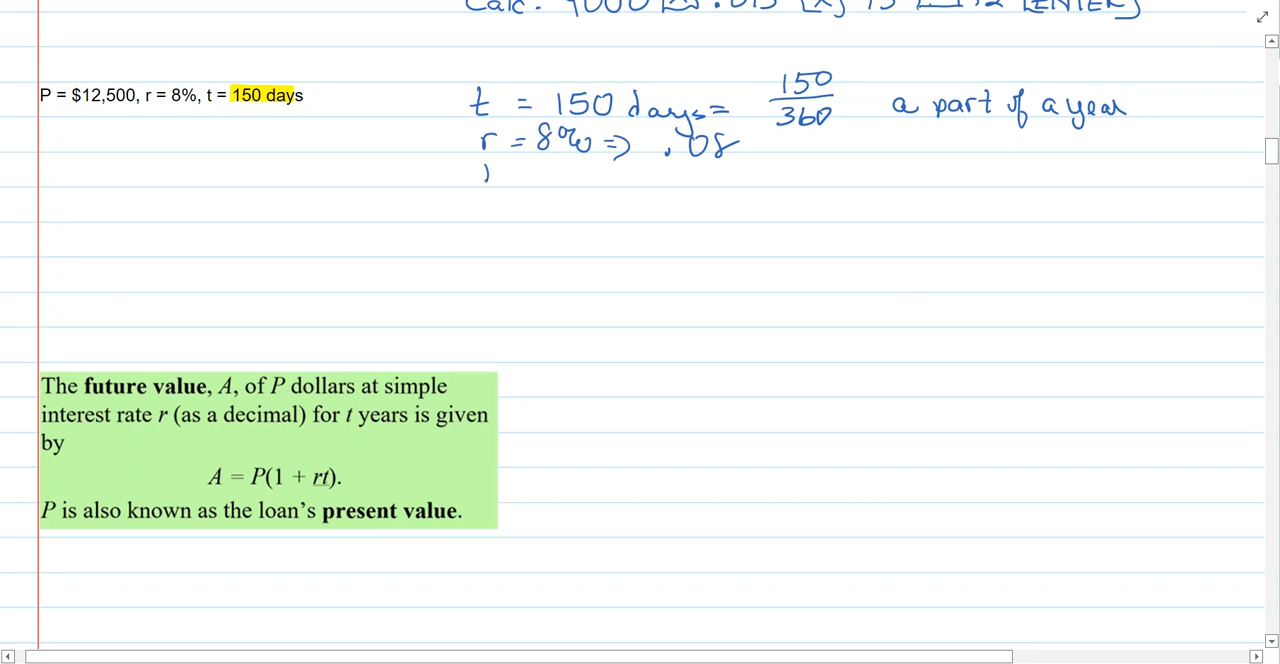 P = $12,500, r = 8%, t = 150 days
t = 150 days = 150/360 a part of a year
r = 8% => .08
The future value, A, of P dollars at simple
interest rate r (as a decimal) for t years is given
by
A = P(1 + rt).
P is also known as the loan's present value.